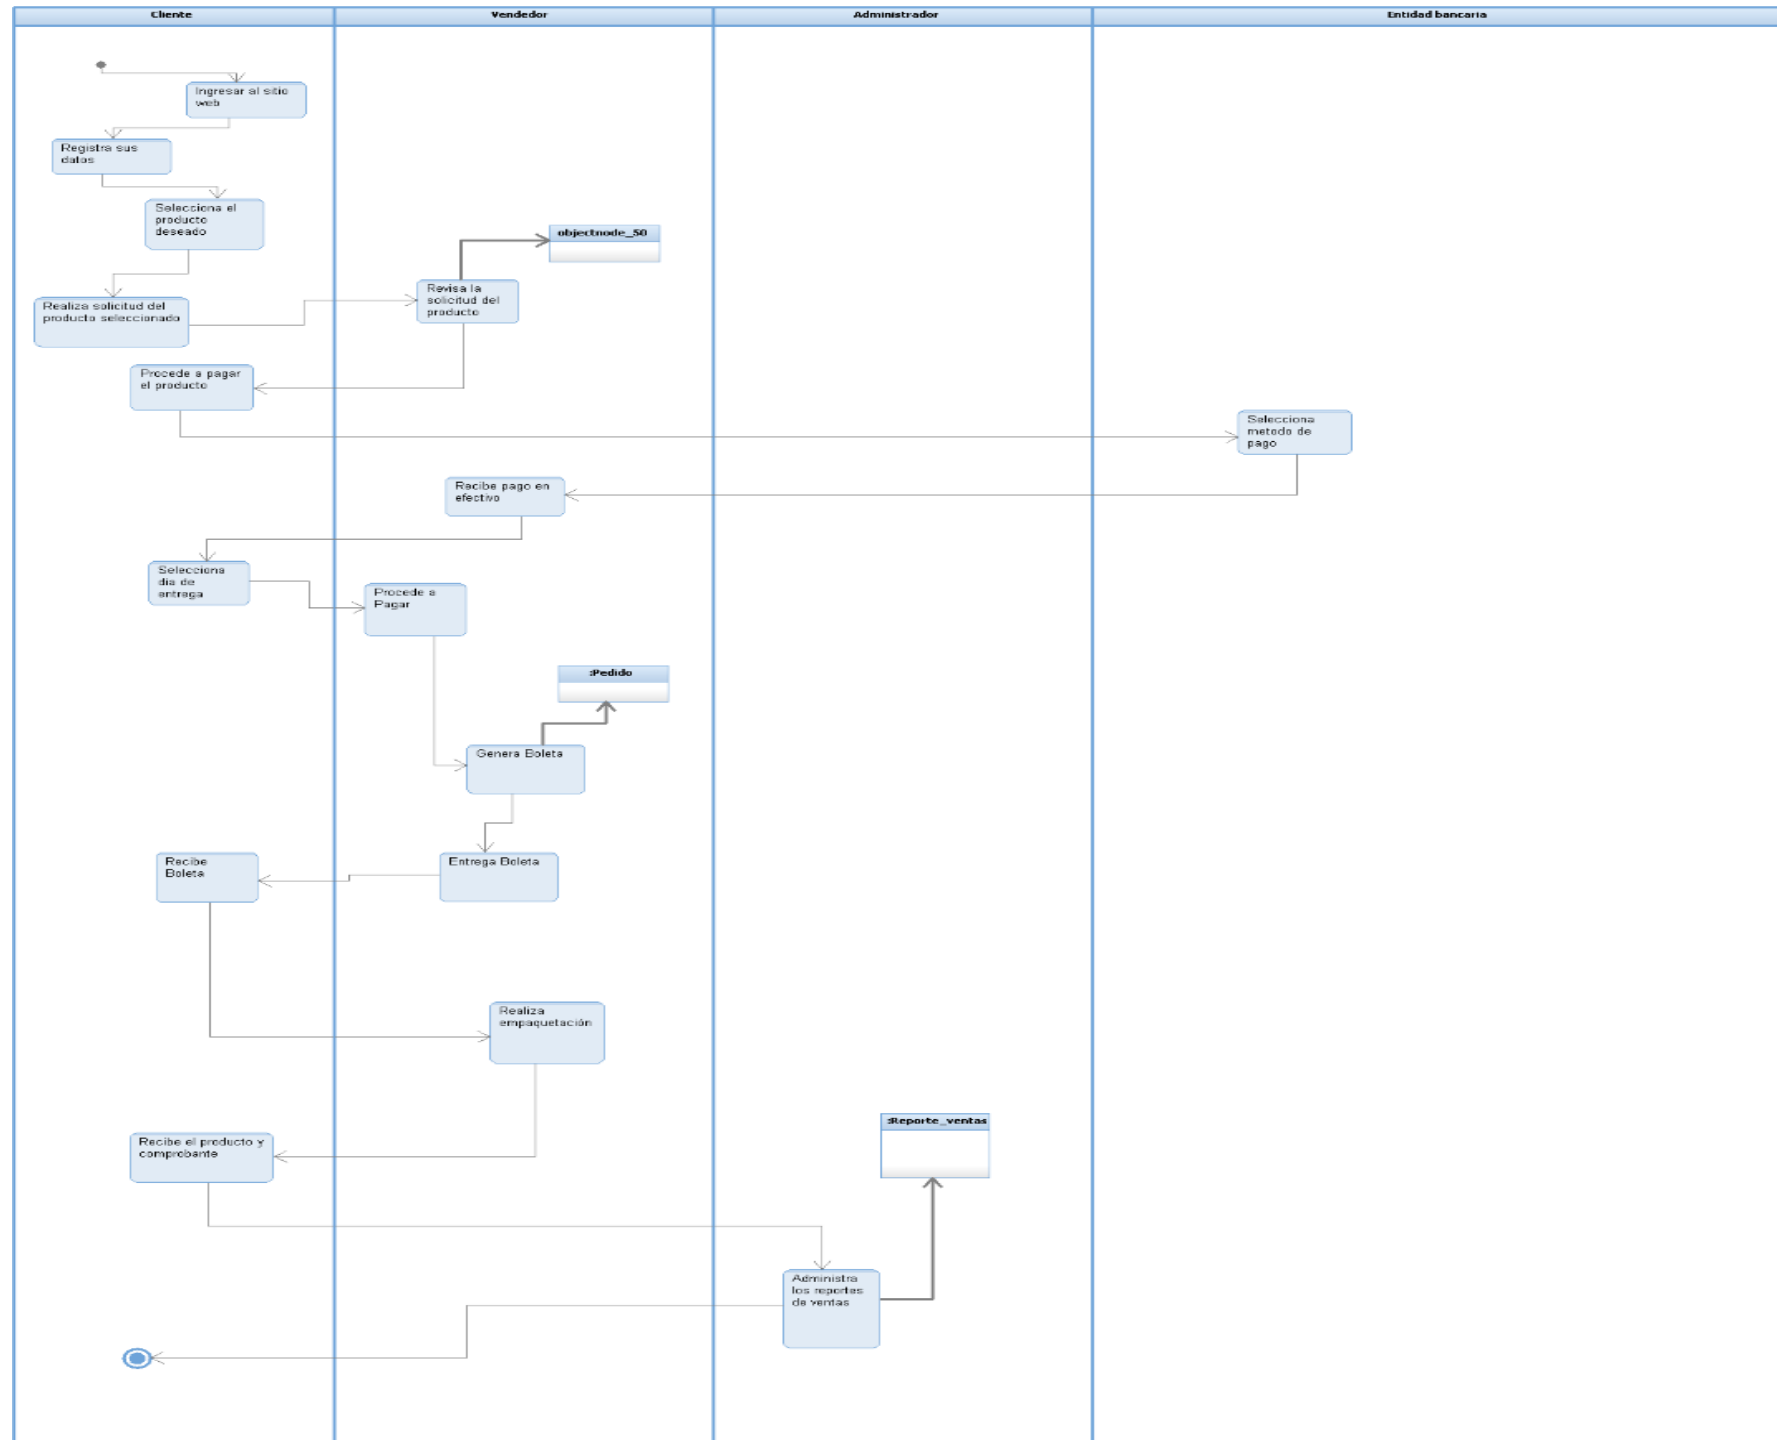 Cliente
Vendedor
Administrador
Entidad bancaria
Ingresar al sitio
web
Registra sus
datos
Selecciona el
producto
deseado
objectnode_50
Revisa la
solicitud del
producto
Realiza solicitud del
producto seleccionado
Procede a pagar
el producto
Selecciona
metodo de
pago
Recibe pago en
efectivo
Selecciona
dia de
entrega
Procede a
Pagar
:Pedido
Genera Boleta
Entrega Boleta
Recibe
Boleta
Realiza
empaquetación
:Reporte_ventas
Recibe el producto y
comprobante
Administra
los reportes
de ventas